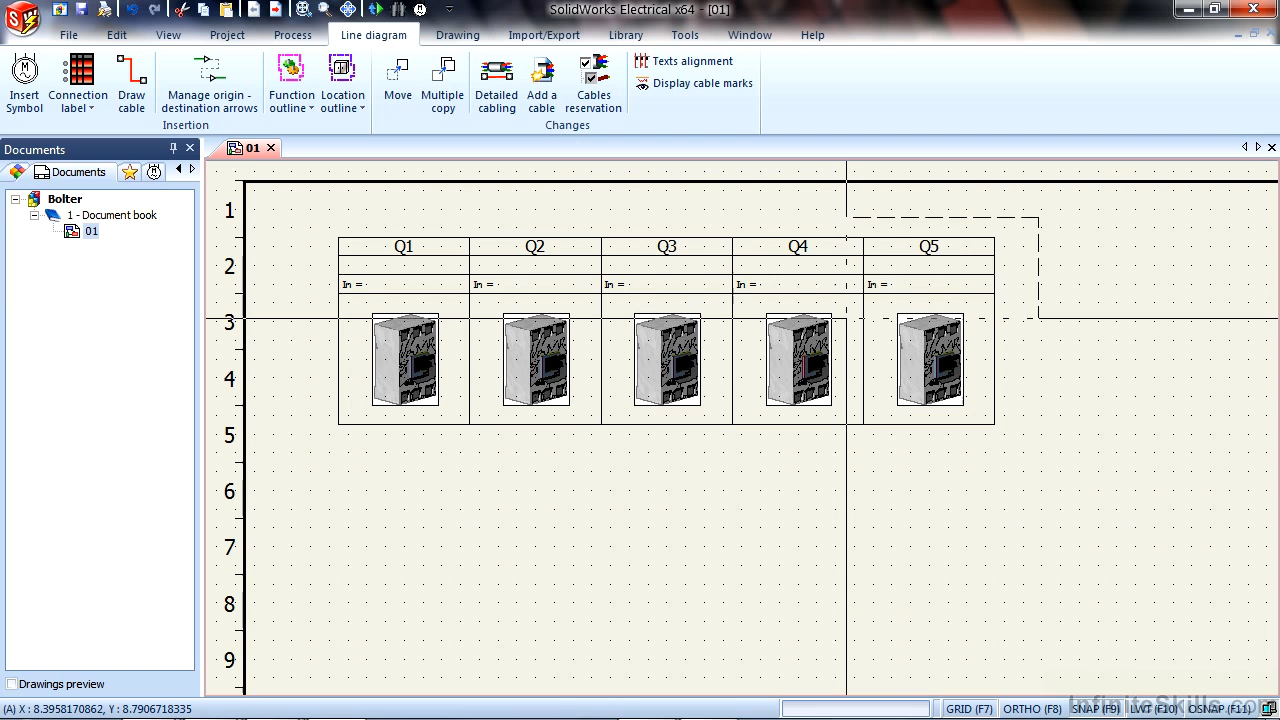 SolidWorks Electrical x64 - [01]
File Edit View Project Process Line diagram Drawing Import/Export Library Tools Window Help
Insert Symbol
Connection label
Draw cable
Manage origin - destination arrows
Function outline
Location outline
Move
Multiple copy
Detailed cabling
Add a cable
Cables reservation
Texts alignment
Display cable marks
Insertion
Changes
Documents
01
Documents
Bolter
1 - Document book
01
1
2
3
4
5
6
7
8
9
Q1 Q2 Q3 Q4 Q5
In = In = In = In = In =
Drawings preview
(A) X : 8.3958170862, Y : 8.7906718335
GRID (F7) ORTHO (F8) SNAP (F9) LWT (F10) OSNAP (F11)
InfiniteSkills.com